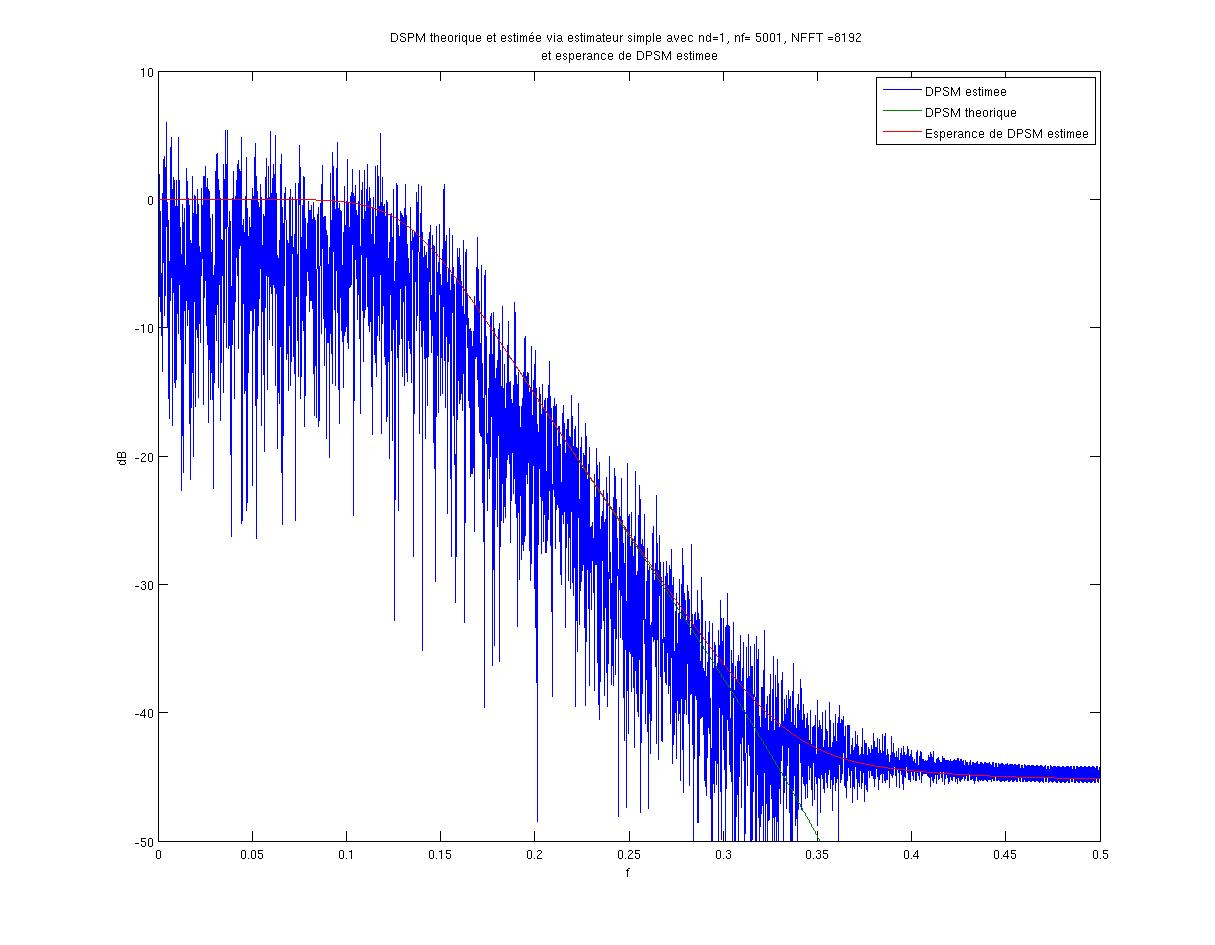 DSPM theorique et estimée via estimateur simple avec nd=1, nf= 5001, NFFT =8192
et esperance de DPSM estimee
DPSM estimee
DPSM theorique
Esperance de DPSM estimee
10
0
-10
-20
-30
-40
-50
dB
0
0.05
0.1
0.15
0.2
0.25
0.3
0.35
0.4
0.45
0.5
f